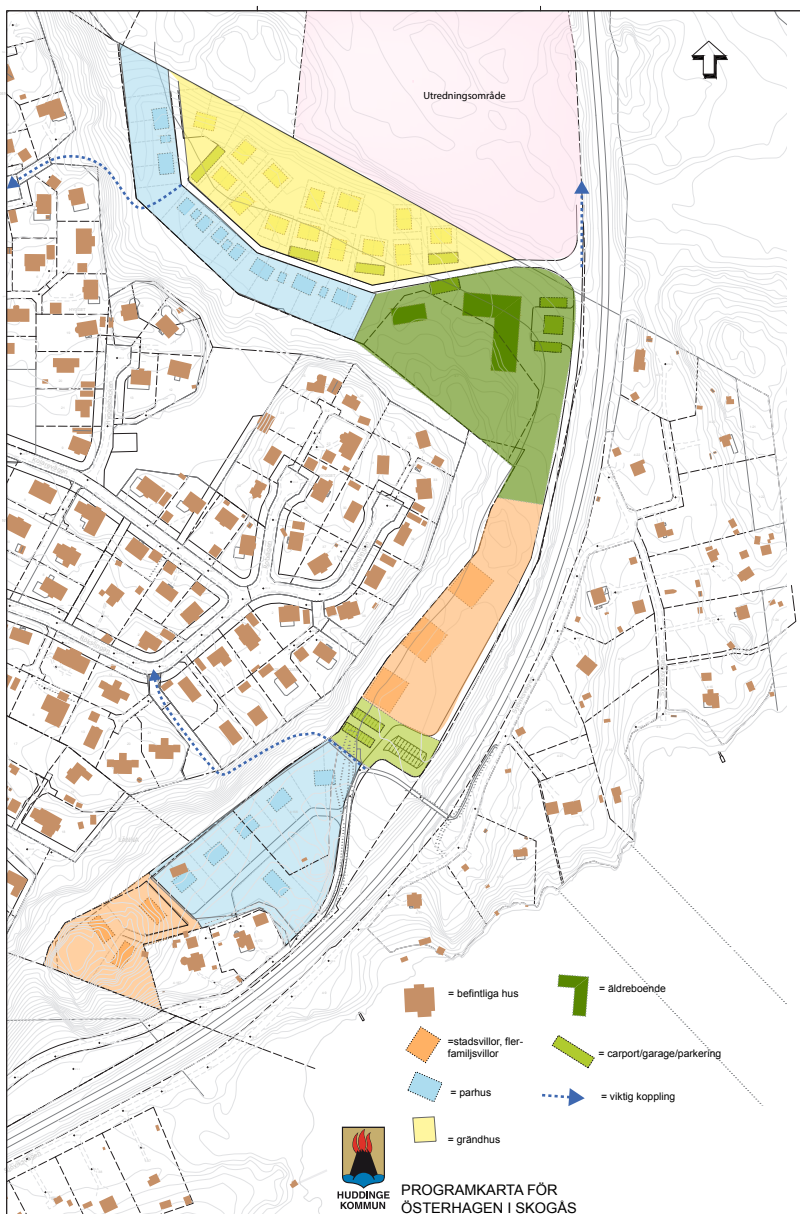 Utredningsområde
= befintliga hus
= äldreboende
=stadsvillor, fler-
familjsvillor
= carport/garage/parkering
= parhus
= viktig koppling
= grändhus
HUDDINGE
KOMMUN
PROGRAMKARTA FÖR
ÖSTERHAGEN I SKOGÅS